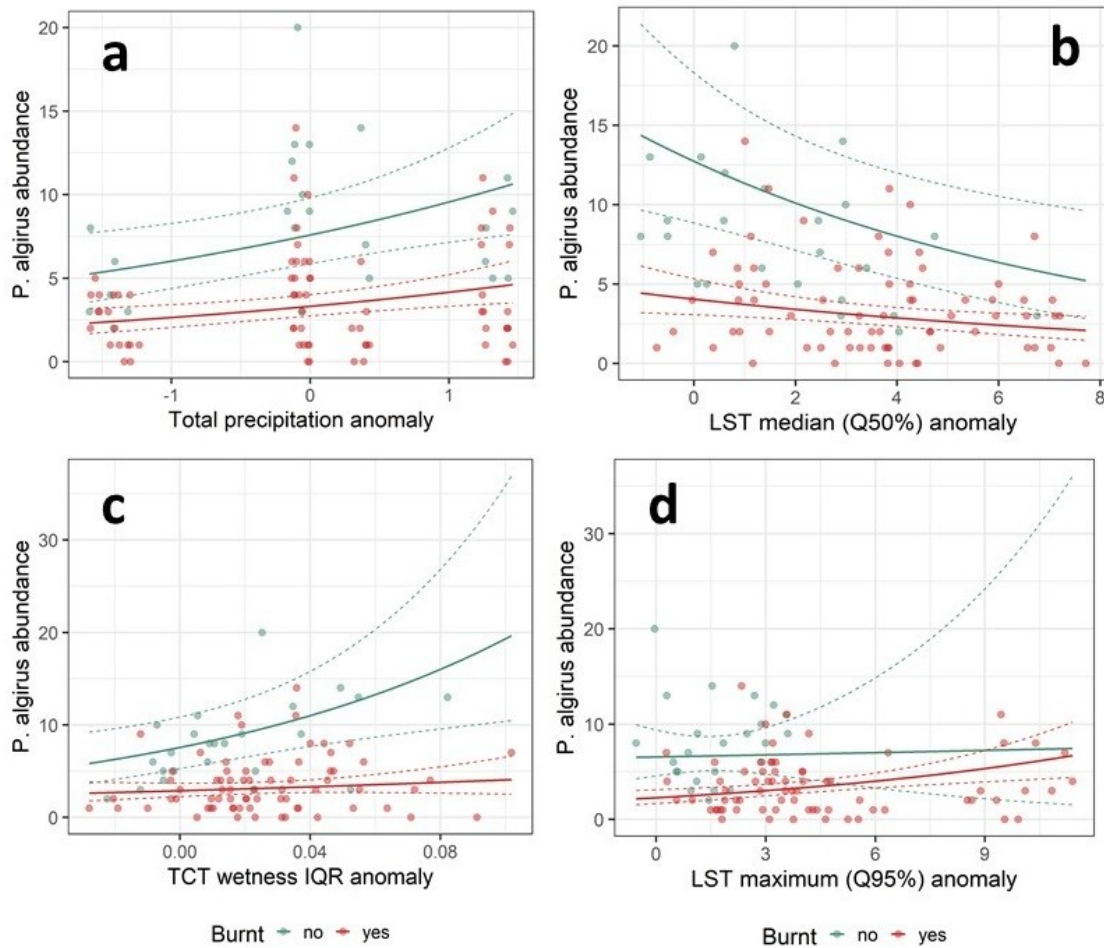 a
20
15
10
5
0
P. algirus abundance
-1
0
1
Total precipitation anomaly
b
20
15
10
5
0
P. algirus abundance
0
2
4
6
8
LST median (Q50%) anomaly
c
30
20
10
0
P. algirus abundance
0.00
0.04
0.08
TCT wetness IQR anomaly
d
30
20
10
0
P. algirus abundance
0
3
6
9
LST maximum (Q95%) anomaly
Burnt no yes
Burnt no yes